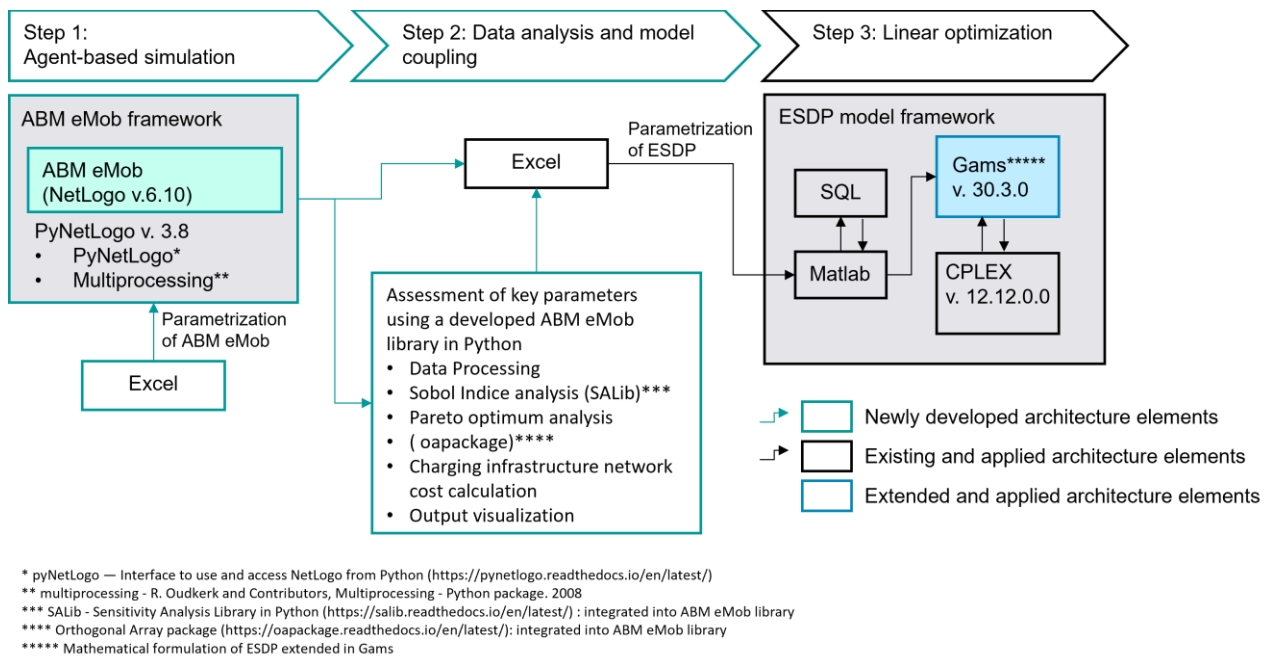 Step 1:
Agent-based simulation
Step 2: Data analysis and model
coupling
Step 3: Linear optimization
ABM eMob framework
ABM eMob
(NetLogo v.6.10)
PyNetLogo v. 3.8
• PyNetLogo*
• Multiprocessing**
Parametrization
of ABM eMob
Excel
Excel
Parametrization
of ESDP
Assessment of key parameters
using a developed ABM eMob
library in Python
• Data Processing
• Sobol Indice analysis (SALib)***
• Pareto optimum analysis
• ( oapackage)****
• Charging infrastructure network
cost calculation
• Output visualization
ESDP model framework
SQL
Matlab
Gams*****
v. 30.3.0
CPLEX
v. 12.12.0.0
Newly developed architecture elements
Existing and applied architecture elements
Extended and applied architecture elements
* pyNetLogo — Interface to use and access NetLogo from Python (https://pynetlogo.readthedocs.io/en/latest/)
** multiprocessing - R. Oudkerk and Contributors, Multiprocessing - Python package. 2008
*** SALib - Sensitivity Analysis Library in Python (https://salib.readthedocs.io/en/latest/) : integrated into ABM eMob library
**** Orthogonal Array package (https://oapackage.readthedocs.io/en/latest/): integrated into ABM eMob library
***** Mathematical formulation of ESDP extended in Gams